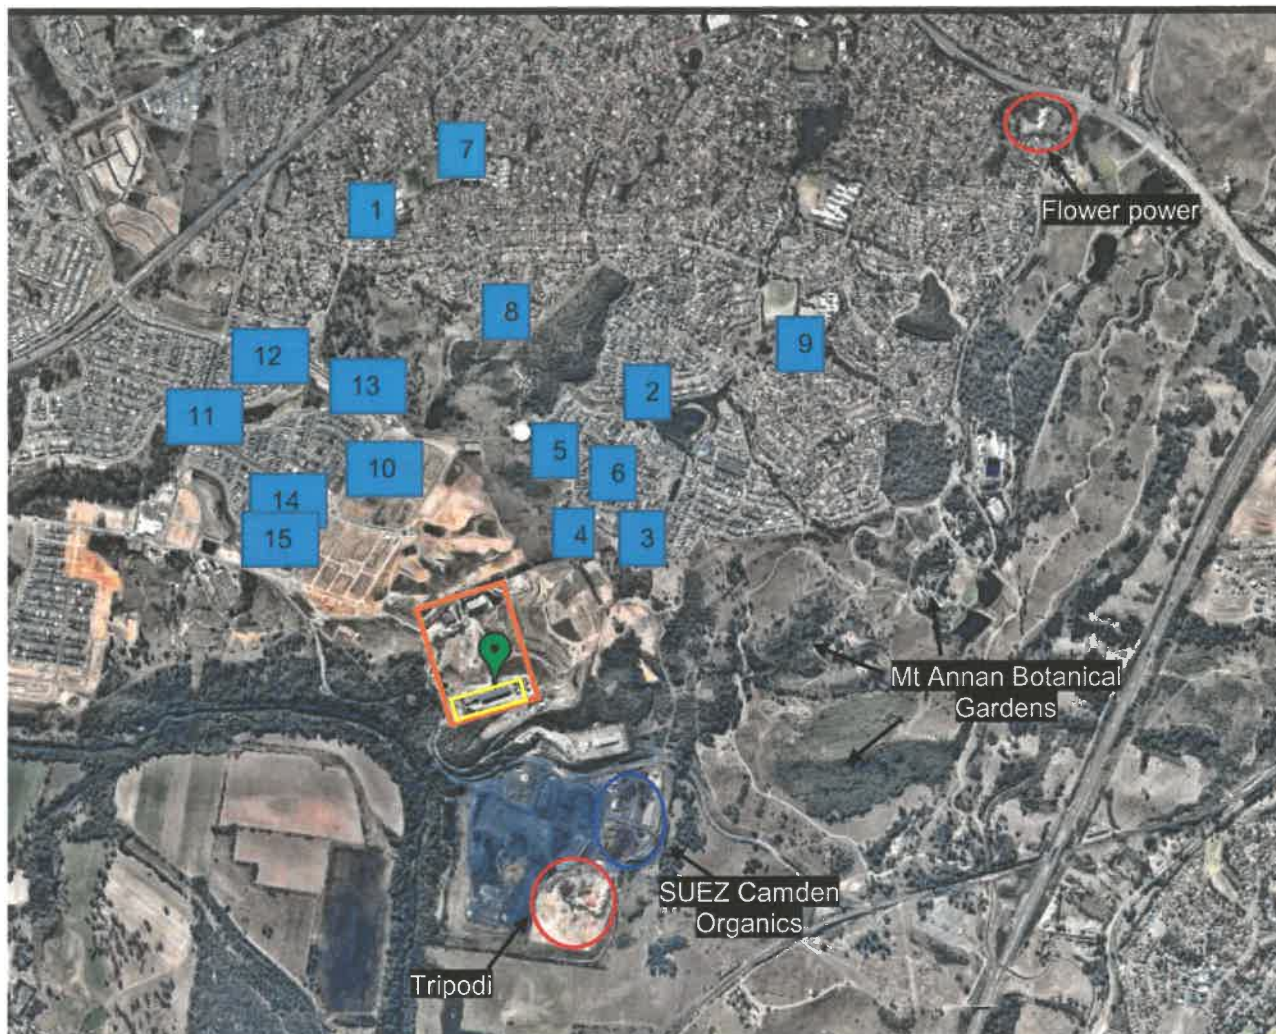 7
1
Flower power
8
9
12
13
2
11
5
10
6
14
4
3
15
Mt Annan Botanical
Gardens
SUEZ Camden
Organics
Tripodi